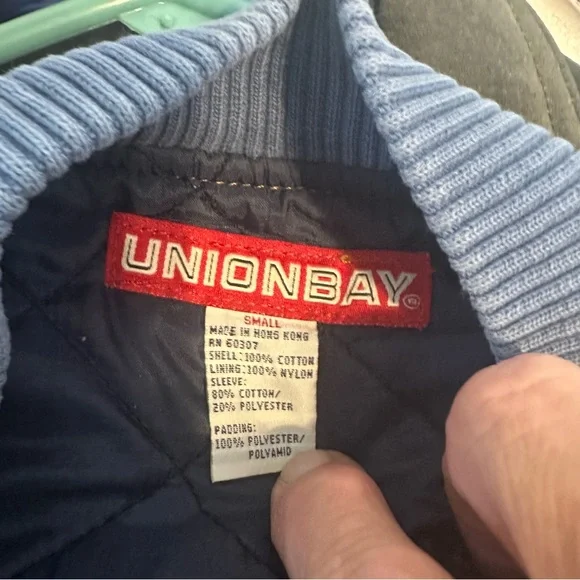 UNIONBAY
SMALL
MADE IN HONG KONG
RN 60307
SHELL:100% COTTON
LINING:100% NYLON
SLEEVE:
80% COTTON/
20% POLYESTER
PADDING:
100% POLYESTER/
POLYAMID